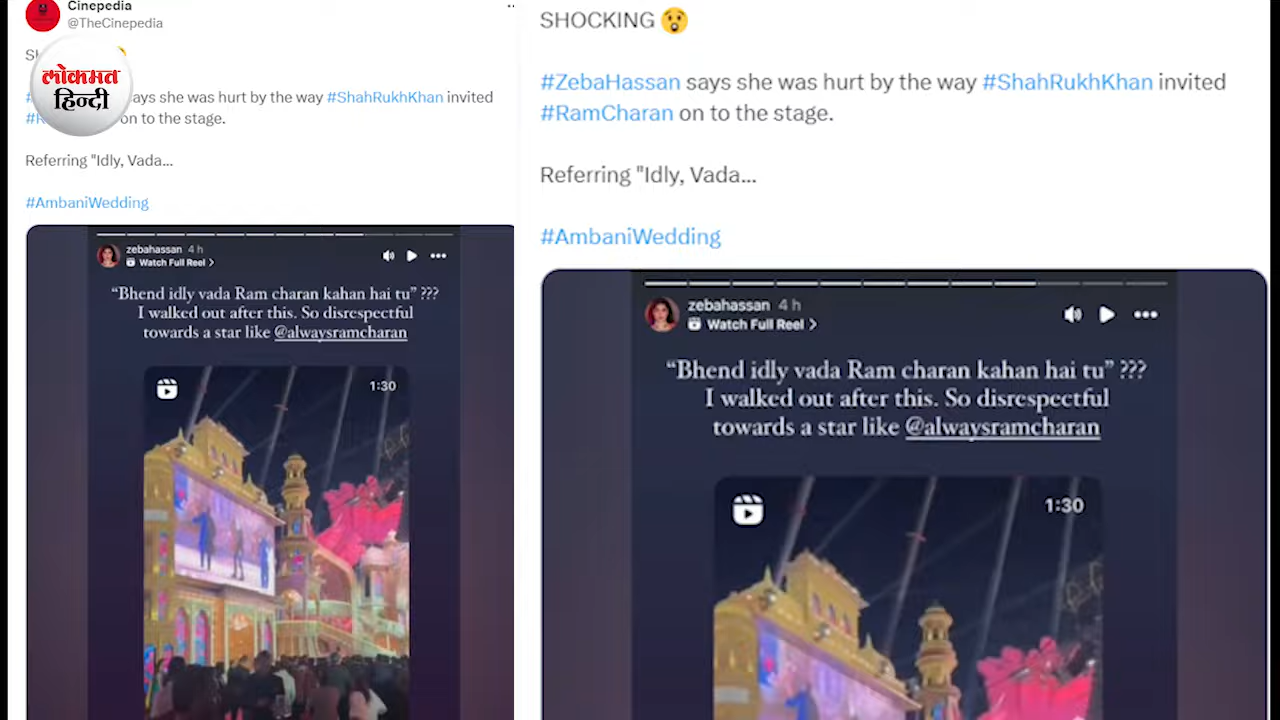 Cinepedia
@TheCinepedia
लोकमत
हिन्दी
ays she was hurt by the way #ShahRukhKhan invited
on to the stage.
Referring "Idly, Vada...
#AmbaniWedding
zebahassan 4 h
Watch Full Reel >
“Bhend idly vada Ram charan kahan hai tu” ???
I walked out after this. So disrespectful
towards a star like @alwaysramcharan
1:30
SHOCKING 😲
#ZebaHassan says she was hurt by the way #ShahRukhKhan invited
#RamCharan on to the stage.
Referring "Idly, Vada...
#AmbaniWedding
zebahassan 4 h
Watch Full Reel >
“Bhend idly vada Ram charan kahan hai tu” ???
I walked out after this. So disrespectful
towards a star like @alwaysramcharan
1:30